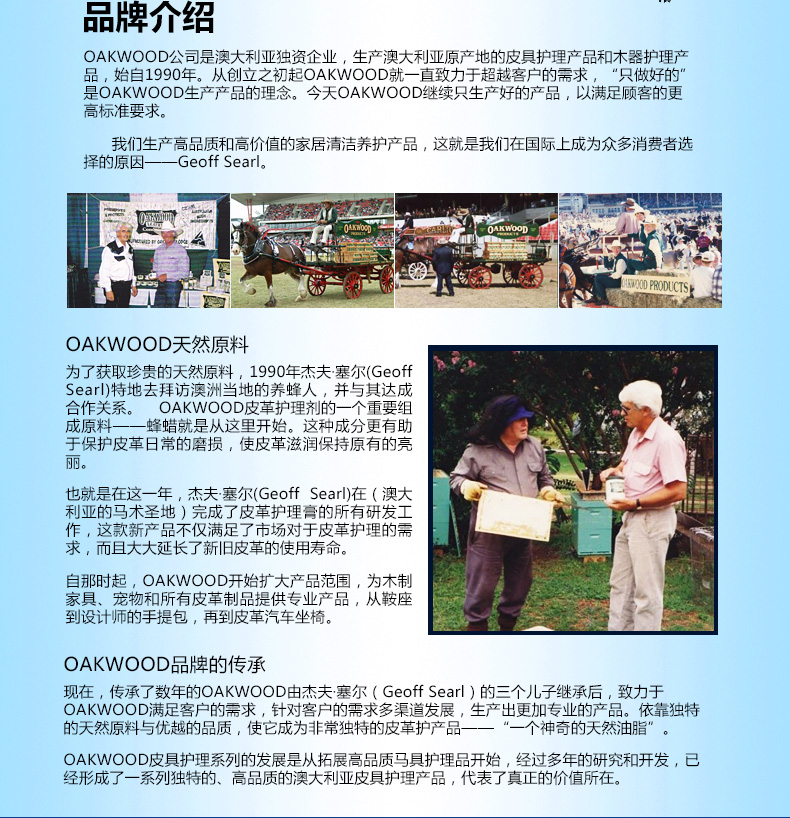 品牌介绍
OAKWOOD公司是澳大利亚独资企业，生产澳大利亚原产地的皮具护理产品和木器护理产
品，始自1990年。从创立之初起OAKWOOD就一直致力于超越客户的需求，“只做好的”
是OAKWOOD生产产品的理念。今天OAKWOOD继续只生产好的产品，以满足顾客的更
高标准要求。
我们生产高品质和高价值的家居清洁养护产品，这就是我们在国际上成为众多消费者选
择的原因——Geoff Searl。
OAKWOOD
OAKWOOD
PRODUCTS
CARLTO
OAKWOOD
PRODUCTS
OAKWOOD PRODUCTS
OAKWOOD天然原料
为了获取珍贵的天然原料，1990年杰夫·塞尔(Geoff
Searl)特地去拜访澳洲当地的养蜂人，并与其达成
合作关系。 OAKWOOD皮革护理剂的一个重要组
成原料——蜂蜡就是从这里开始。这种成分更有助
于保护皮革日常的磨损，使皮革滋润保持原有的亮
丽。
也就是在这一年，杰夫·塞尔(Geoff Searl)在（澳大
利亚的马术圣地）完成了皮革护理膏的所有研发工
作，这款新产品不仅满足了市场对于皮革护理的需
求，而且大大延长了新旧皮革的使用寿命。
自那时起，OAKWOOD开始扩大产品范围，为木制
家具、宠物和所有皮革制品提供专业产品，从鞍座
到设计师的手提包，再到皮革汽车坐椅。
OAKWOOD品牌的传承
现在，传承了数年的OAKWOOD由杰夫·塞尔（Geoff Searl）的三个儿子继承后，致力于
OAKWOOD满足客户的需求，针对客户的需求多渠道发展，生产出更加专业的产品。依靠独特
的天然原料与优越的品质，使它成为非常独特的皮革护产品——“一个神奇的天然油脂”。
OAKWOOD皮具护理系列的发展是从拓展高品质马具护理品开始，经过多年的研究和开发，已
经形成了一系列独特的、高品质的澳大利亚皮具护理产品，代表了真正的价值所在。